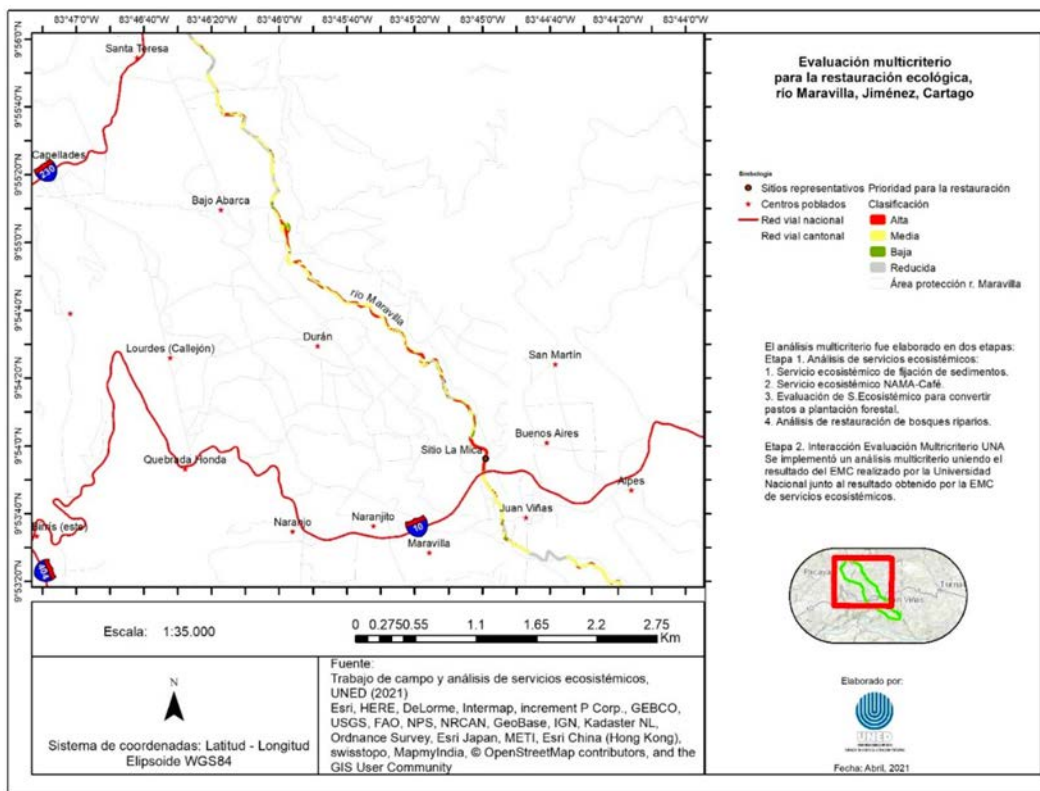 83°47'0"W 83°46'40"W 83°46'20"W 83°46'0"W 83°45'40"W 83°45'20"W 83°45'0"W 83°44'40"W 83°44'20"W 83°44'0"W
9°55'40"N
9°55'20"N
9°55'0"N
9°54'40"N
9°54'20"N
9°54'0"N
9°53'40"N
9°53'20"N
Santa Teresa
Capellades
230
Bajo Abarca
río Maravilla
Durán
Lourdes (Callejón)
San Martín
Buenos Aires
Sitio La Mica
Quebrada Honda
Alpes
Juan Viñas
Naranjo
Naranjito
10
Birrís (este)
Maravilla
404
Evaluación multicriterio
para la restauración ecológica,
río Maravilla, Jiménez, Cartago
Simbología
Sitios representativos
Centros poblados
Red vial nacional
Red vial cantonal
Prioridad para la restauración
Clasificación
Alta
Media
Baja
Reducida
Área protección r. Maravilla
El análisis multicriterio fue elaborado en dos etapas:
Etapa 1. Análisis de servicios ecosistémicos:
1. Servicio ecosistémico de fijación de sedimentos.
2. Servicio ecosistémico NAMA-Café.
3. Evaluación de S.Ecosistémico para convertir
pastos a plantación forestal.
4. Análisis de restauración de bosques riparios.
Etapa 2. Interacción Evaluación Multricriterio UNA
Se implementó un análisis multicriterio uniendo el
resultado del EMC realizado por la Universidad
Nacional junto al resultado obtenido por la EMC
de servicios ecosistémicos.
Elaborado por:
UNED
Fecha: Abril, 2021
Escala: 1:35.000
0 0.2750.55 1.1 1.65 2.2 2.75
Km
N
Sistema de coordenadas: Latitud - Longitud
Elipsoide WGS84
Fuente:
Trabajo de campo y análisis de servicios ecosistémicos,
UNED (2021)
Esri, HERE, DeLorme, Intermap, increment P Corp., GEBCO,
USGS, FAO, NPS, NRCAN, GeoBase, IGN, Kadaster NL,
Ordnance Survey, Esri Japan, METI, Esri China (Hong Kong),
swisstopo, MapmyIndia, © OpenStreetMap contributors, and the
GIS User Community